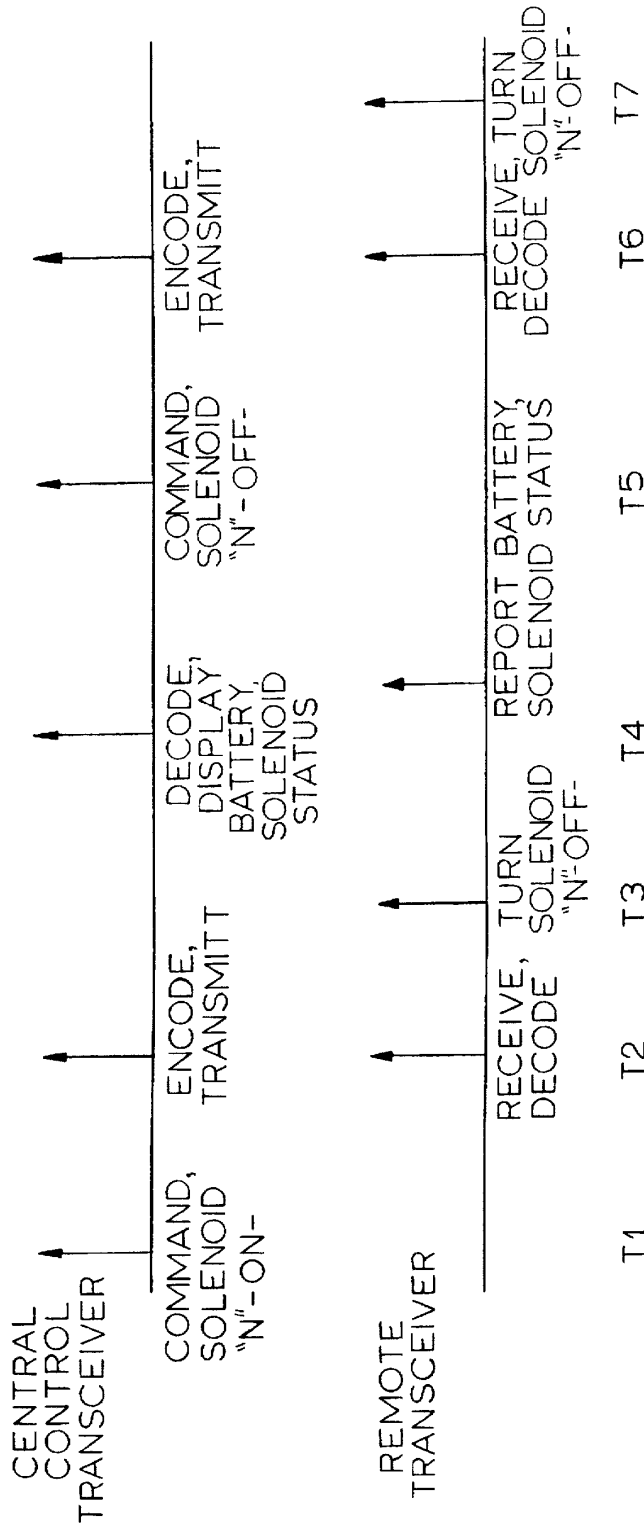 CENTRAL
CONTROL
TRANSCEIVER
COMMAND,
SOLENOID
"N"-ON-
ENCODE,
TRANSMITT
DECODE,
DISPLAY
BATTERY,
SOLENOID
STATUS
COMMAND,
SOLENOID
"N"-OFF-
ENCODE,
TRANSMITT
REMOTE
TRANSCEIVER
RECEIVE,
DECODE
TURN
SOLENOID
"N"-OFF-
REPORT BATTERY,
SOLENOID STATUS
RECEIVE,
DECODE
TURN
SOLENOID
"N"-OFF-
T1 T2 T3 T4 T5 T6 T7